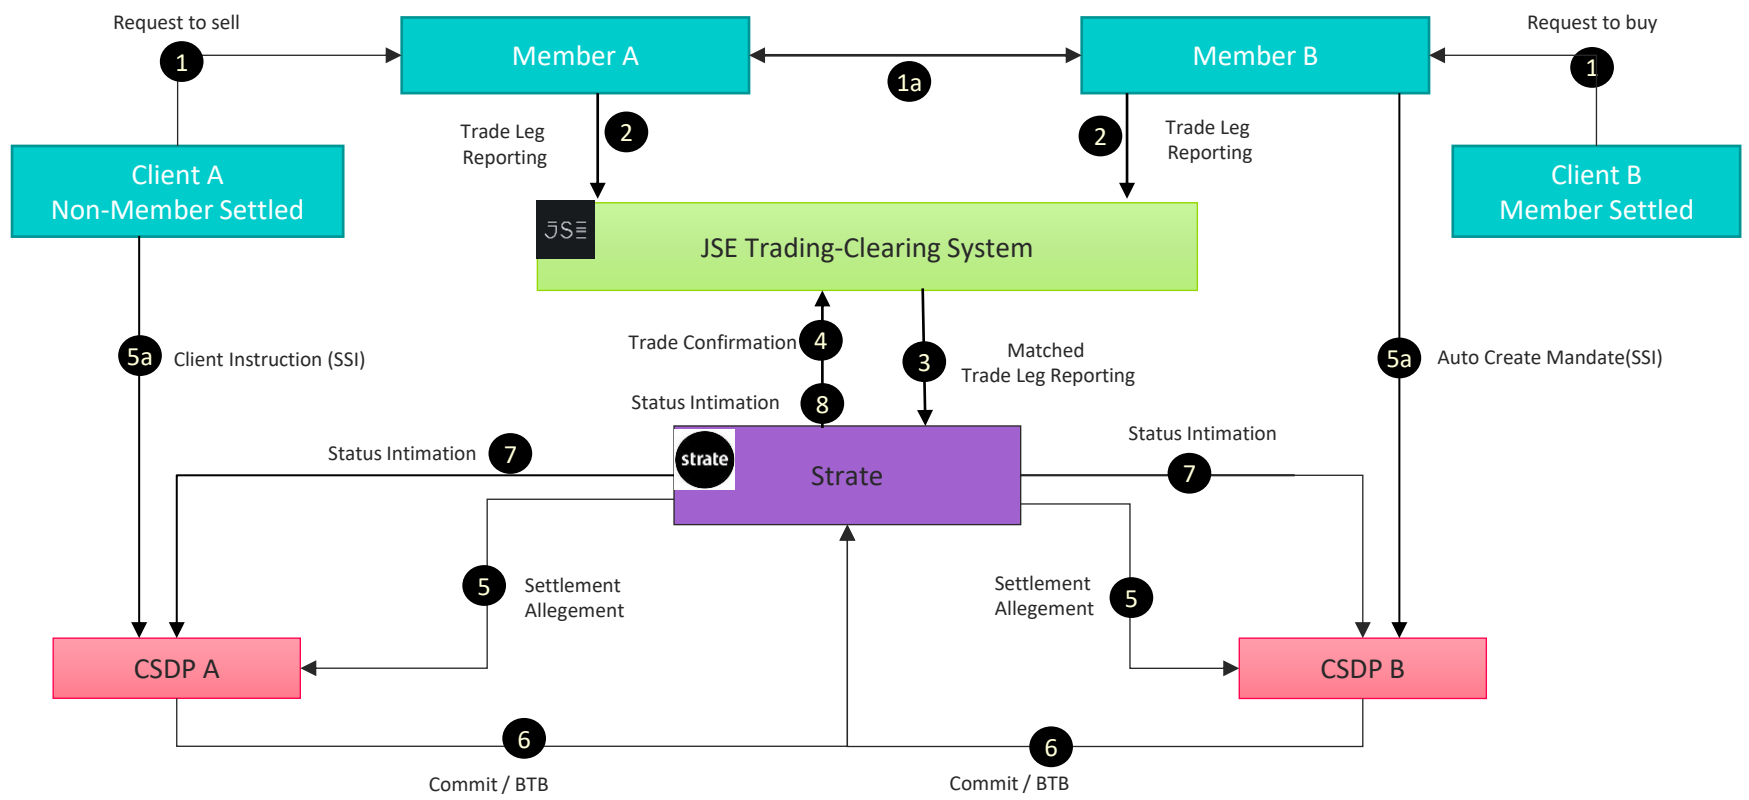 Request to sell
Request to buy
1
Member A
1a
Member B
1
Trade Leg
Reporting
2
2
Trade Leg
Reporting
Client A
Non-Member Settled
Client B
Member Settled
JSE
JSE Trading-Clearing System
5a
Client Instruction (SSI)
Trade Confirmation
4
3
Matched
Trade Leg Reporting
5a
Auto Create Mandate(SSI)
Status Intimation
8
Status Intimation
7
strate
Strate
Status Intimation
7
5
Settlement
Allegement
Settlement
Allegement
5
CSDP A
CSDP B
6
Commit / BTB
6
Commit / BTB